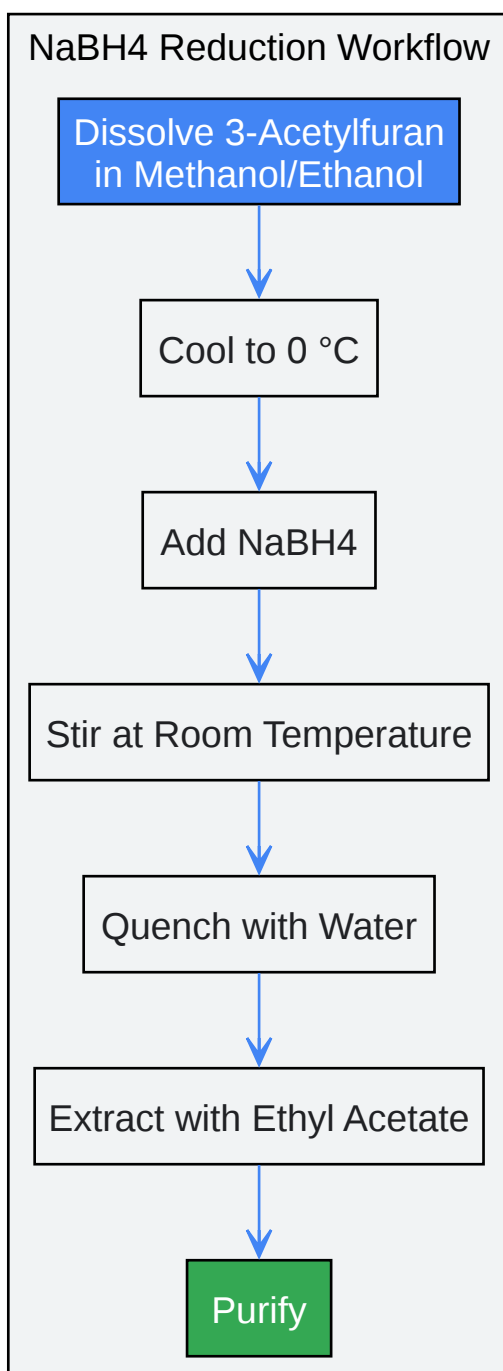 NaBH4 Reduction Workflow
Dissolve 3-Acetylfuran
in Methanol/Ethanol
Cool to 0 °C
Add NaBH4
Stir at Room Temperature
Quench with Water
Extract with Ethyl Acetate
Purify